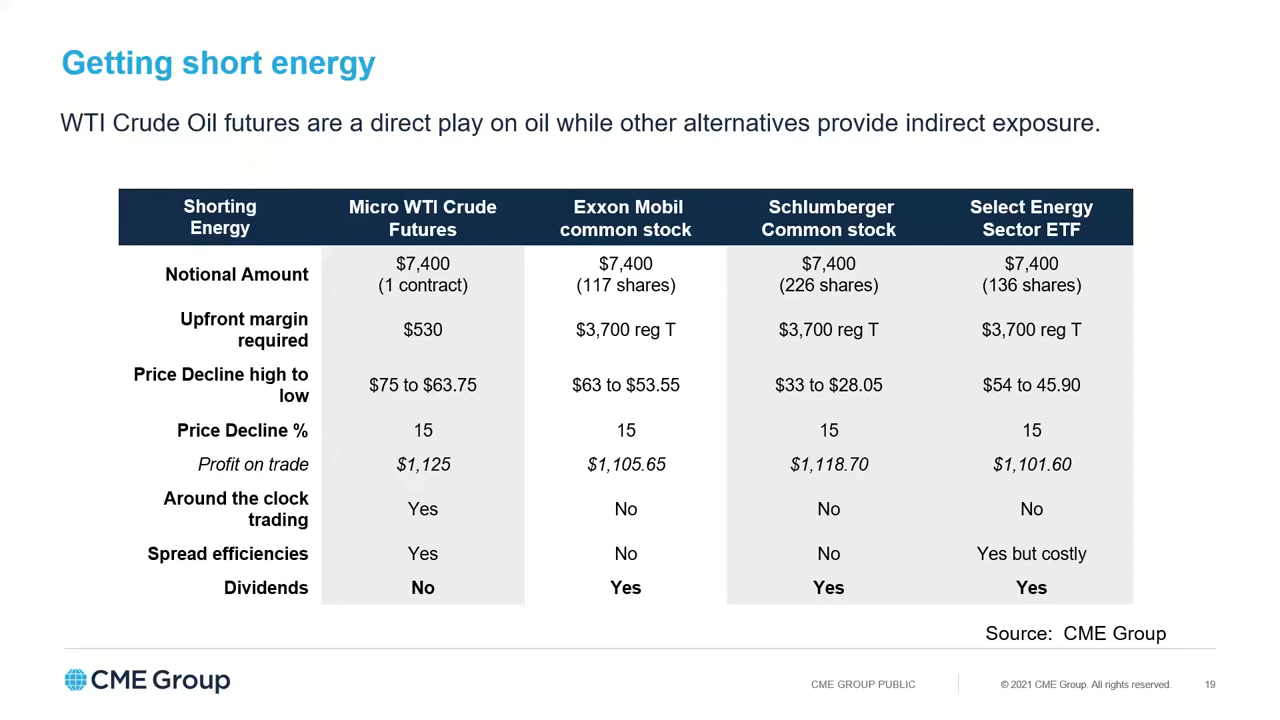 Getting short energy
WTI Crude Oil futures are a direct play on oil while other alternatives provide indirect exposure.
Shorting Energy
Micro WTI Crude Futures
Exxon Mobil common stock
Schlumberger Common stock
Select Energy Sector ETF
Notional Amount
$7,400 (1 contract)
$7,400 (117 shares)
$7,400 (226 shares)
$7,400 (136 shares)
Upfront margin required
$530
$3,700 reg T
$3,700 reg T
$3,700 reg T
Price Decline high to low
$75 to $63.75
$63 to $53.55
$33 to $28.05
$54 to 45.90
Price Decline %
15
15
15
15
Profit on trade
$1,125
$1,105.65
$1,118.70
$1,101.60
Around the clock trading
Yes
No
No
No
Spread efficiencies
Yes
No
No
Yes but costly
Dividends
No
Yes
Yes
Yes
Source: CME Group
CME Group
CME GROUP PUBLIC
© 2021 CME Group. All rights reserved.
19